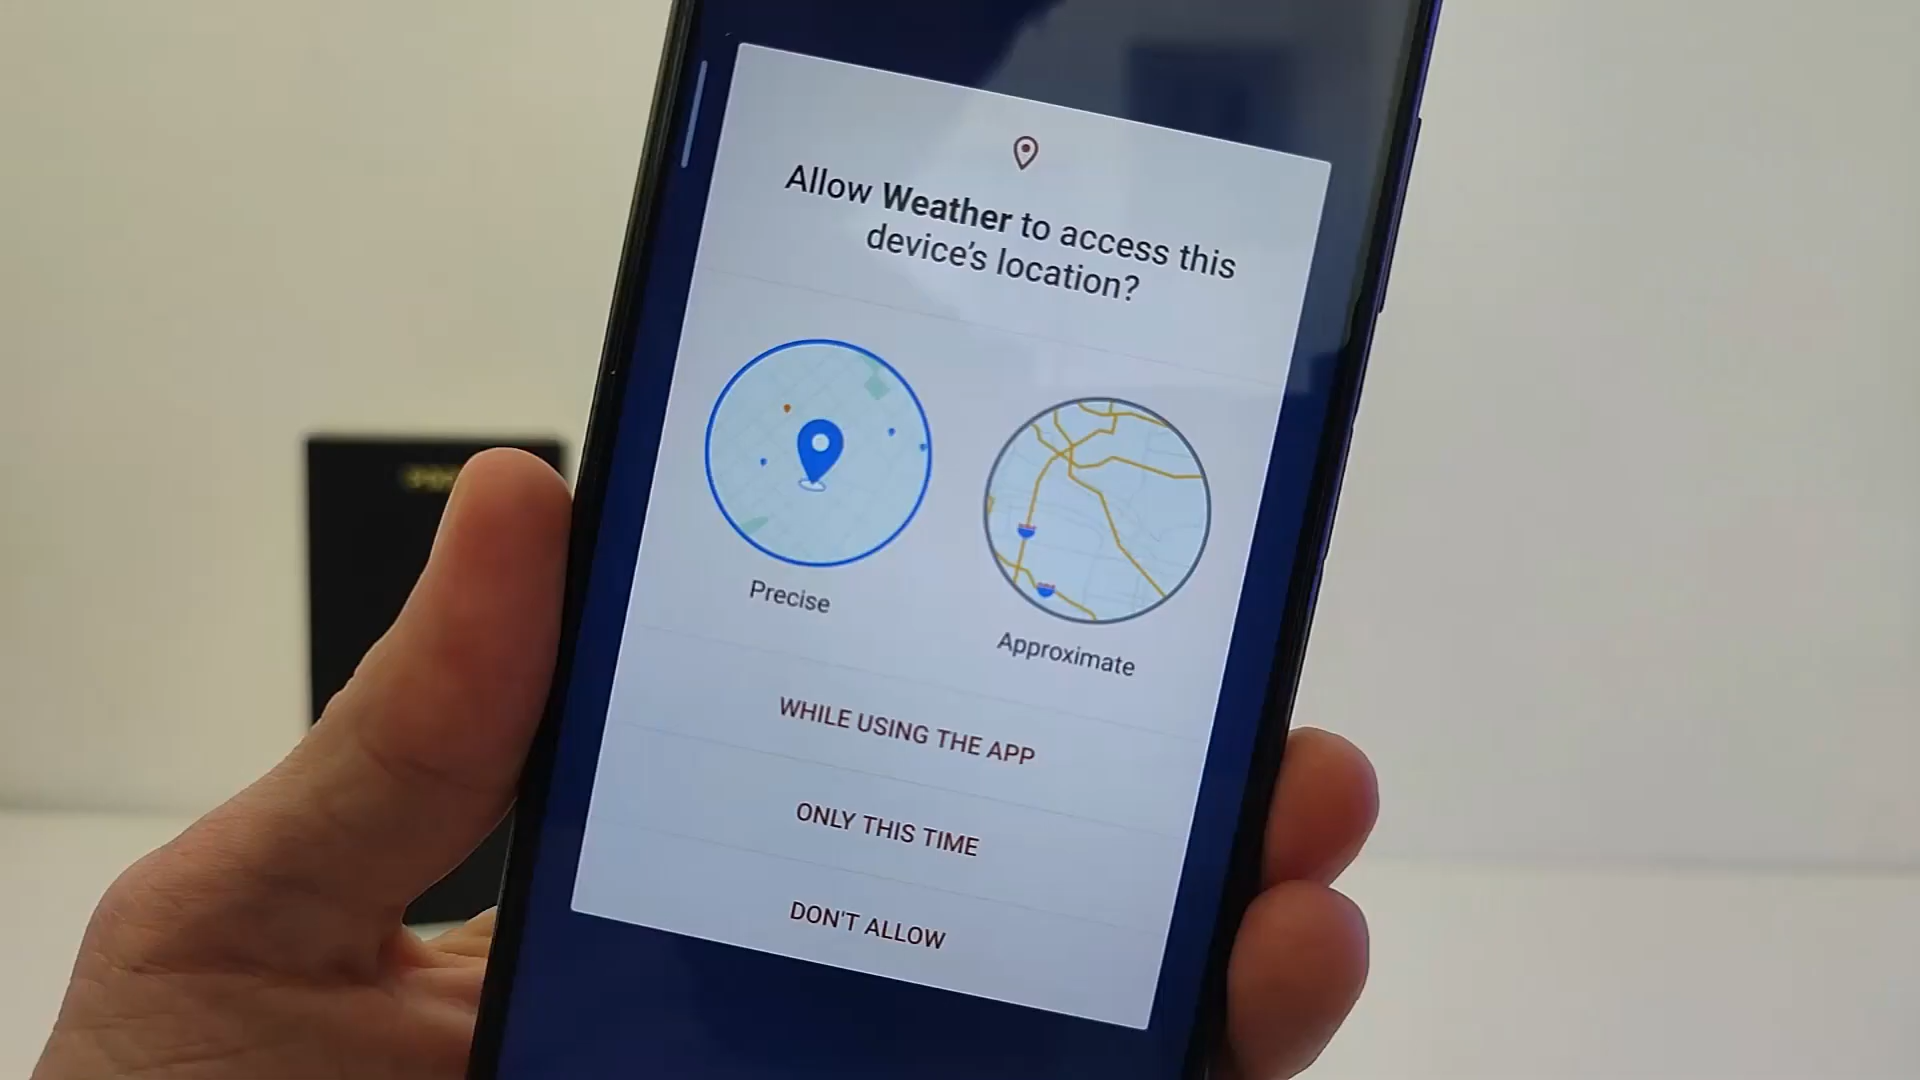 Allow Weather to access this
device's location?
Precise
Approximate
WHILE USING THE APP
ONLY THIS TIME
DON'T ALLOW